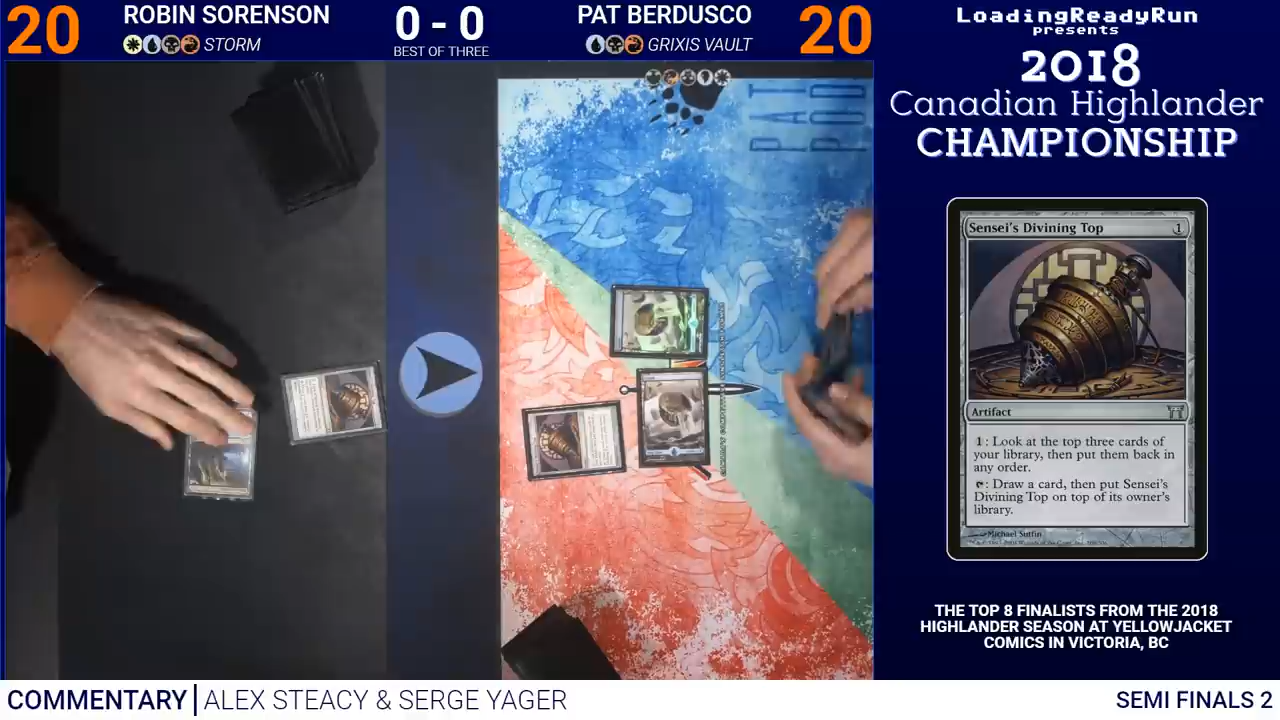 20
ROBIN SORENSON
STORM
0 - 0
BEST OF THREE
PAT BERDUSCO
GRIXIS VAULT
20
LoadingReadyRun
presents
2018
Canadian Highlander
CHAMPIONSHIP
PAT
POD
Sensei's Divining Top 1
Artifact
1: Look at the top three cards of
your library, then put them back in
any order.
: Draw a card, then put Sensei's
Divining Top on top of its owner's
library.
THE TOP 8 FINALISTS FROM THE 2018
HIGHLANDER SEASON AT YELLOWJACKET
COMICS IN VICTORIA, BC
COMMENTARY | ALEX STEACY & SERGE YAGER
SEMI FINALS 2